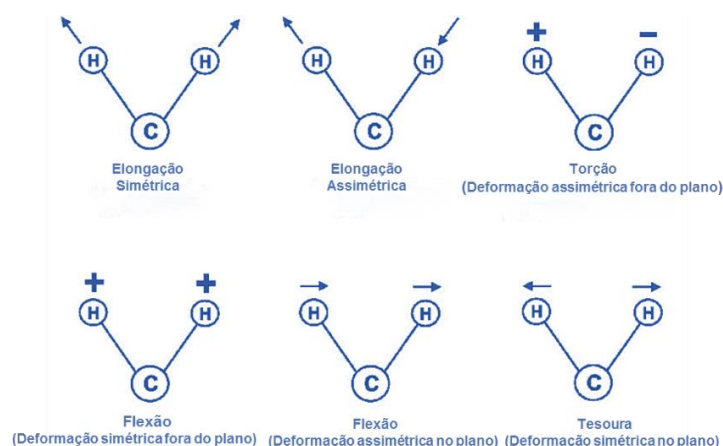 H H H H + −
H H
C C C
Elongação Elongação Torção
Simétrica Assimétrica (Deformação assimétrica fora do plano)
+ +
H H H H H H
C C C
Flexão Flexão Tesoura
(Deformação simétrica fora do plano) (Deformação assimétrica no plano) (Deformação simétrica no plano)